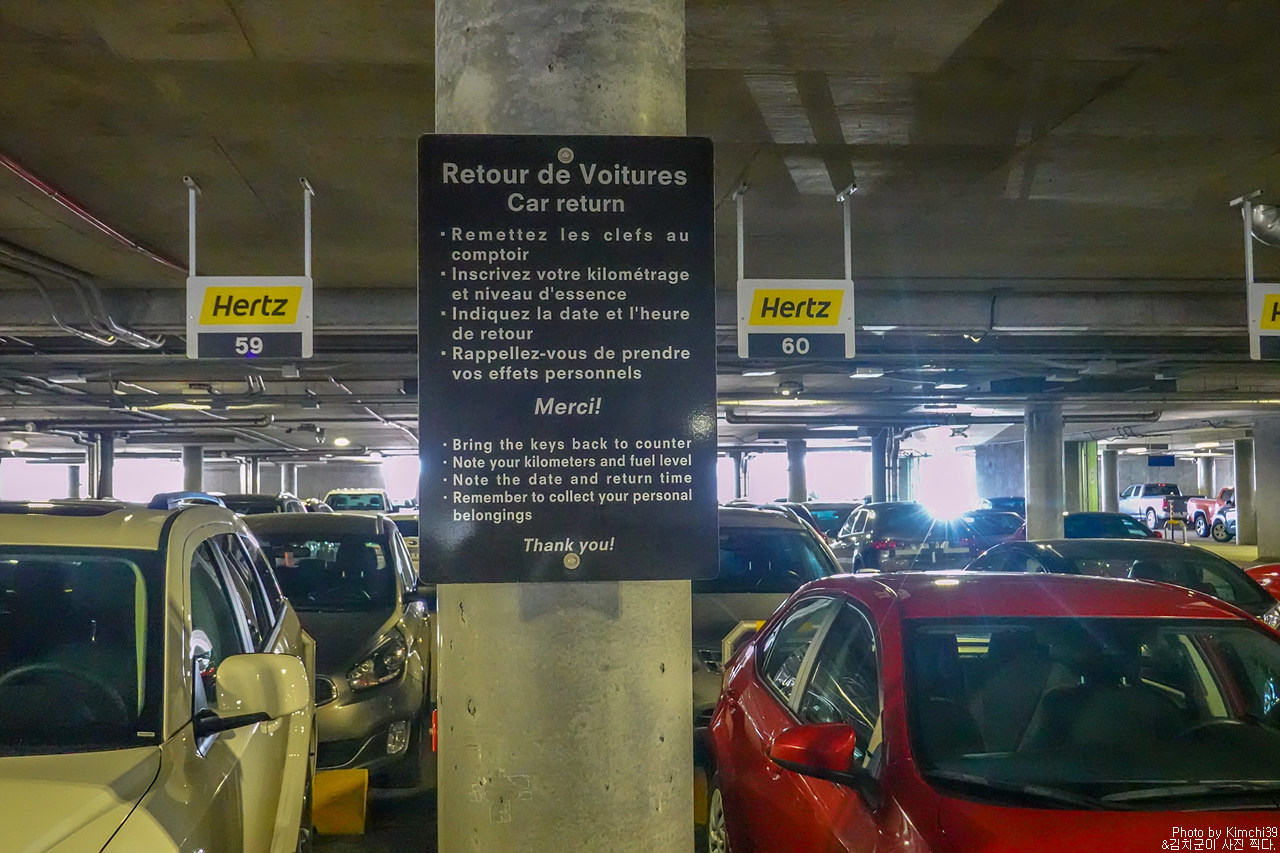 Retour de Voitures
Car return
▪ Remettez les clefs au
comptoir
▪ Inscrivez votre kilométrage
et niveau d'essence
▪ Indiquez la date et l'heure
de retour
▪ Rappellez-vous de prendre
vos effets personnels
Merci!
▪ Bring the keys back to counter
▪ Note your kilometers and fuel level
▪ Note the date and return time
▪ Remember to collect your personal
belongings
Thank you!
Hertz
59
Hertz
60
H
Photo by Kimchi39
&김치군이 사진 찍다.